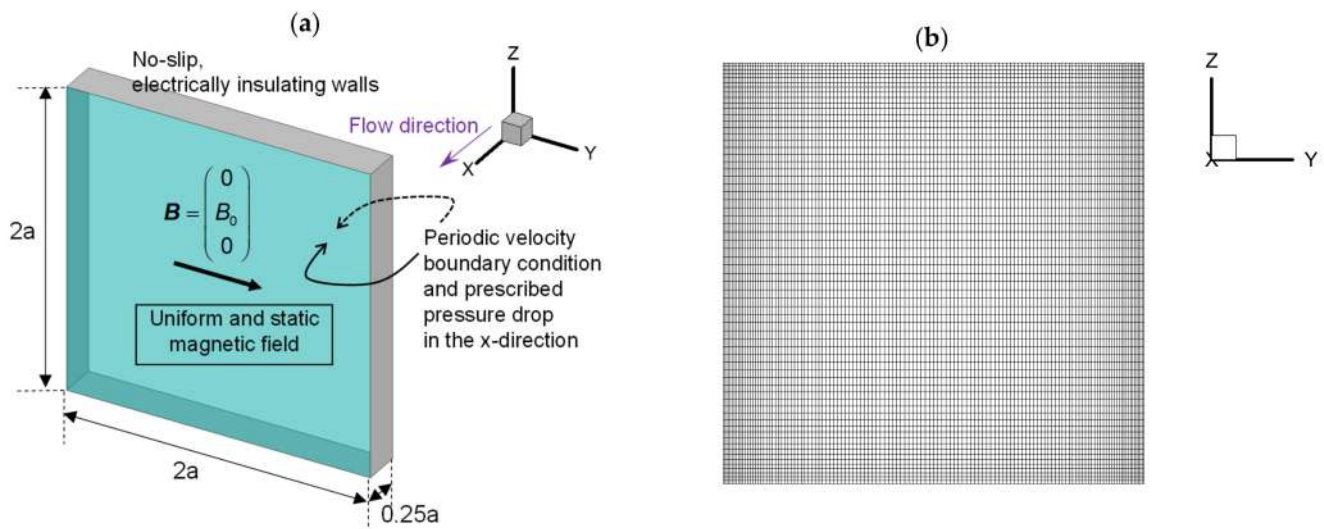 (a)
No-slip,
electrically insulating walls
Flow direction
Z
Y
X
B = ( 0 B₀ 0 )
2a
Uniform and static
magnetic field
Periodic velocity
boundary condition
and prescribed
pressure drop
in the x-direction
2a
0.25a
(b)
Z
X
Y